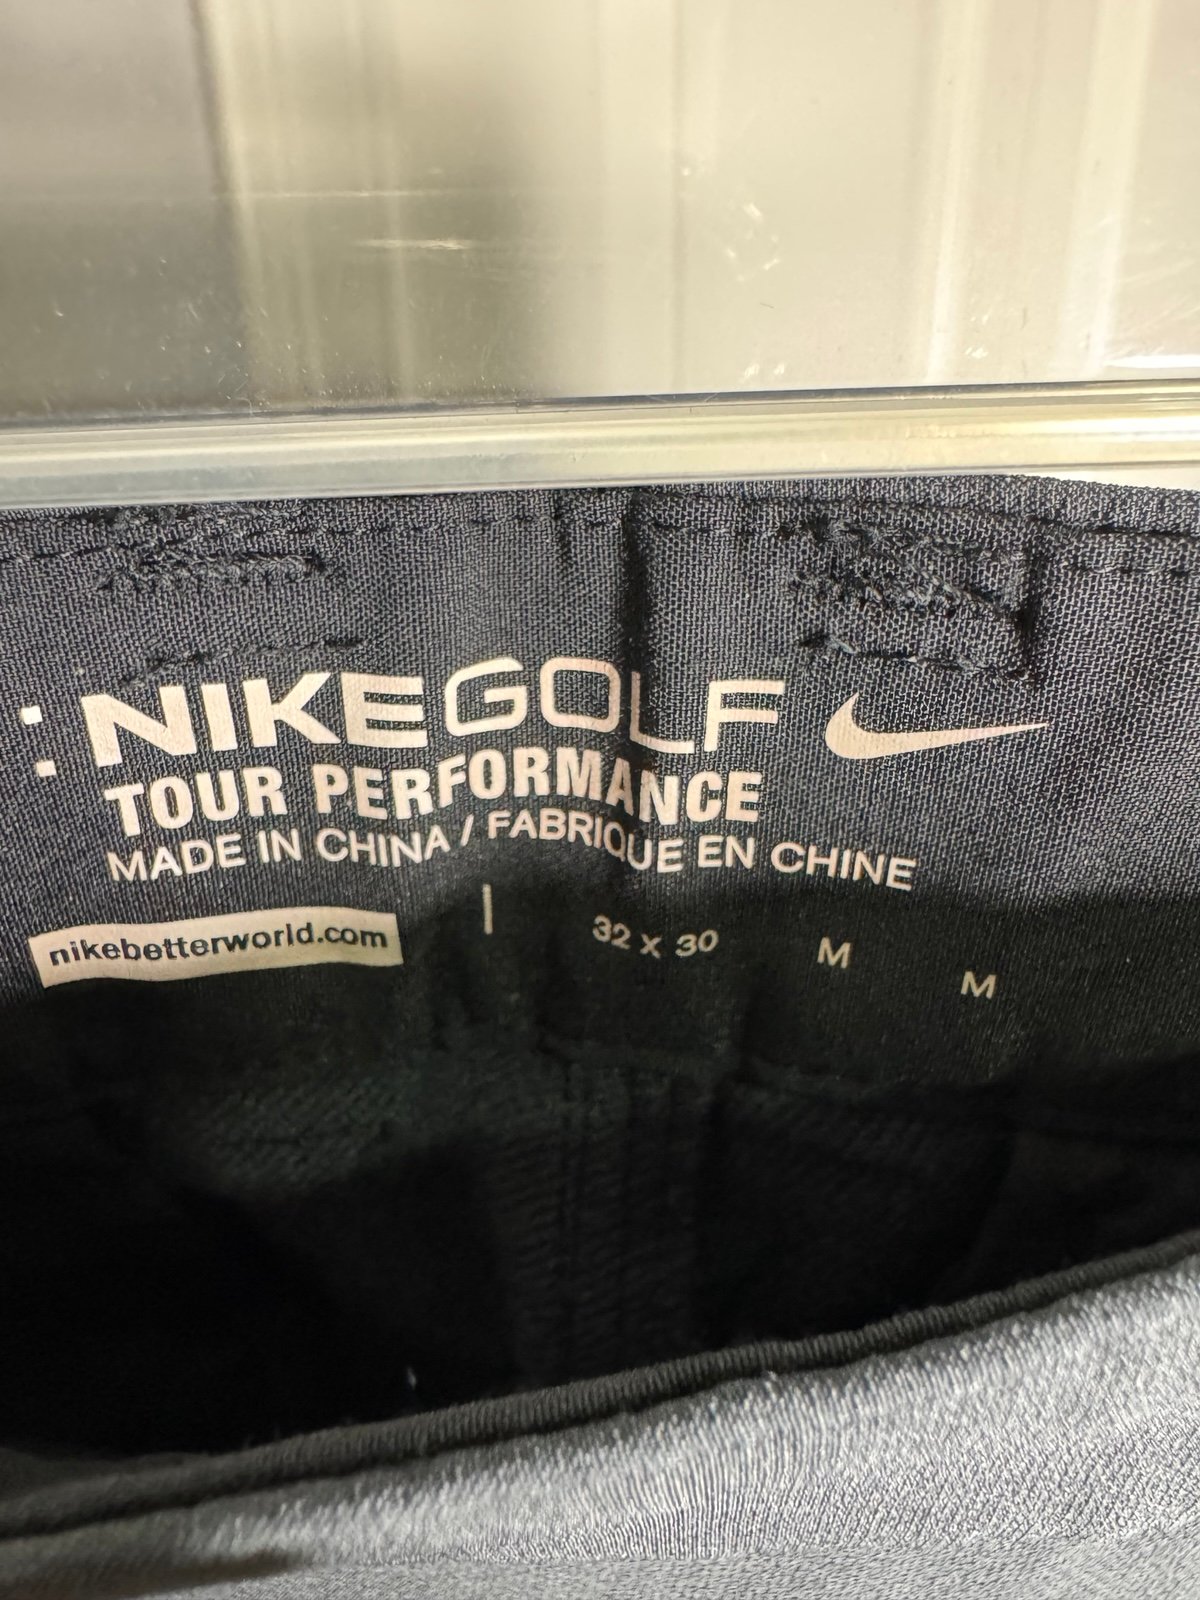 NIKEGOLF
TOUR PERFORMANCE
MADE IN CHINA / FABRIQUE EN CHINE
nikebetterworld.com | 32 X 30 M M